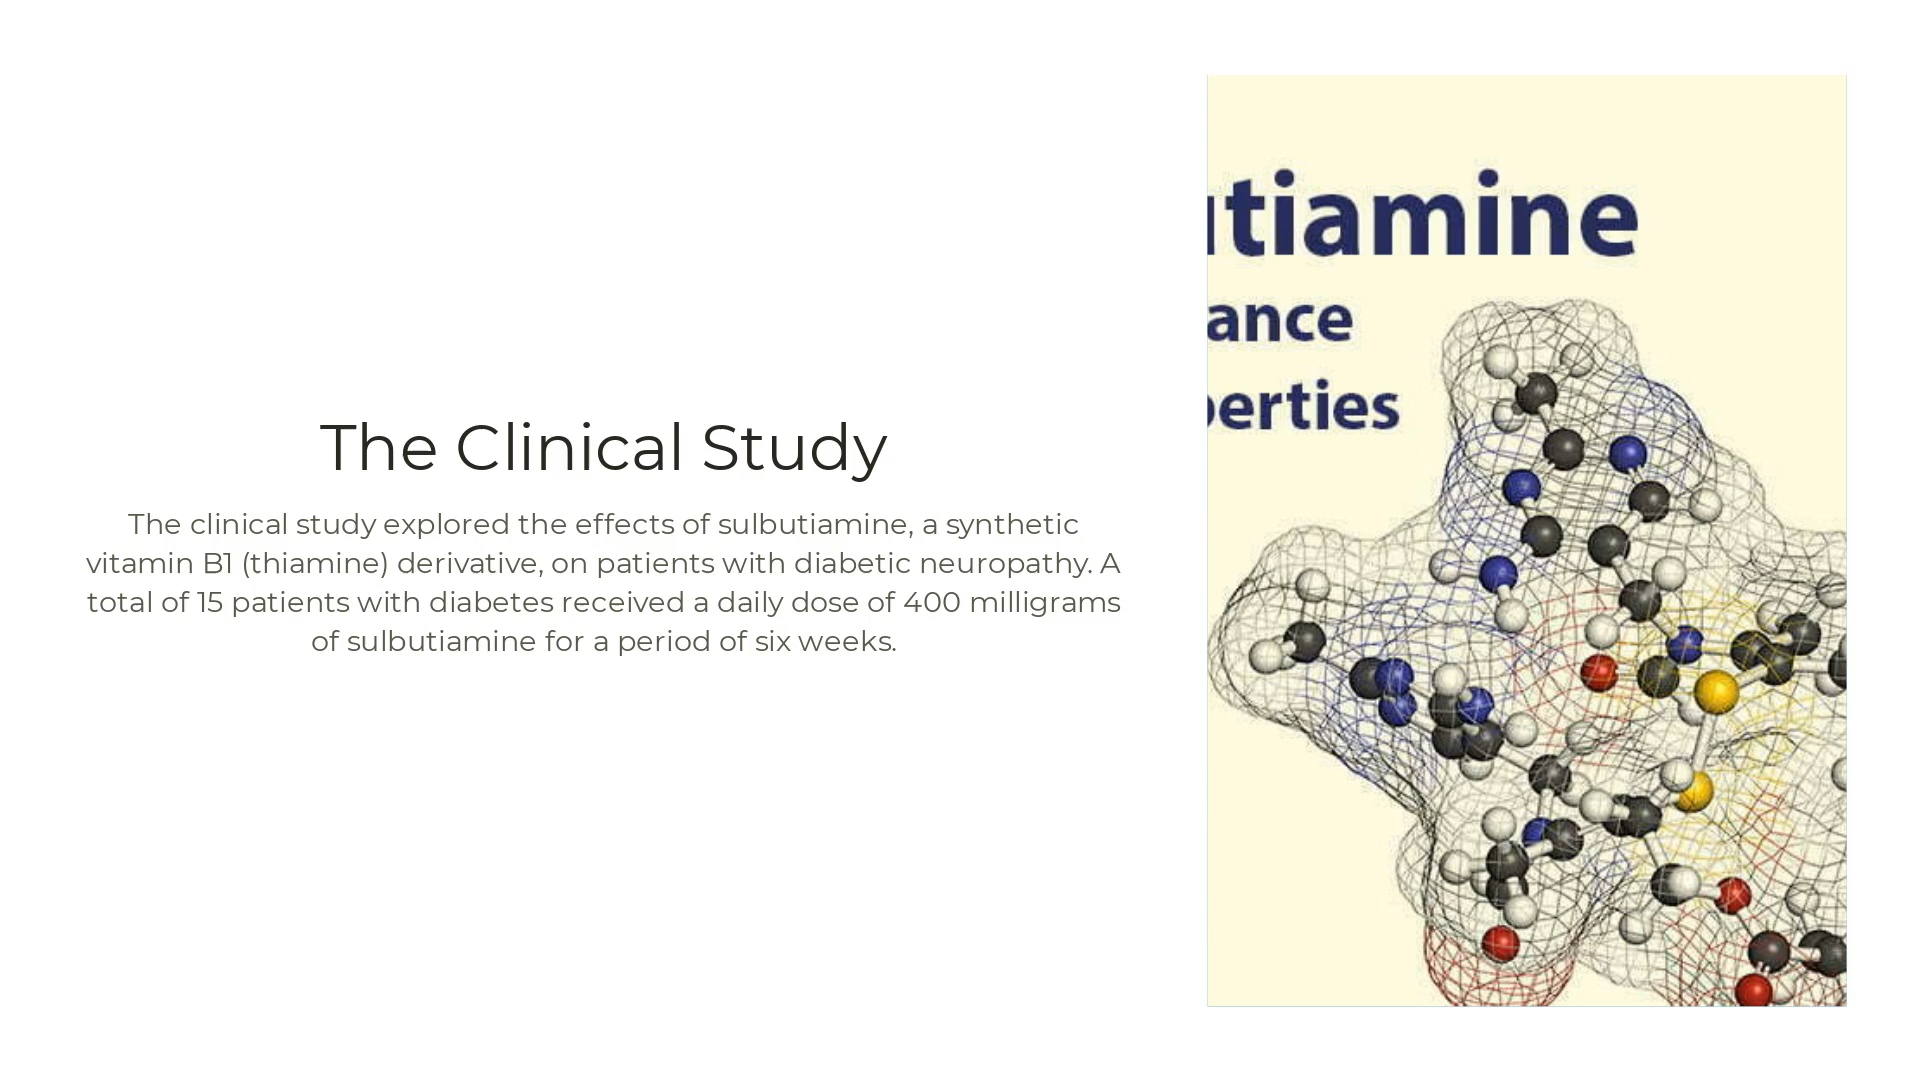 The Clinical Study
The clinical study explored the effects of sulbutiamine, a synthetic
vitamin B1 (thiamine) derivative, on patients with diabetic neuropathy. A
total of 15 patients with diabetes received a daily dose of 400 milligrams
of sulbutiamine for a period of six weeks.
tiamine
ance
perties